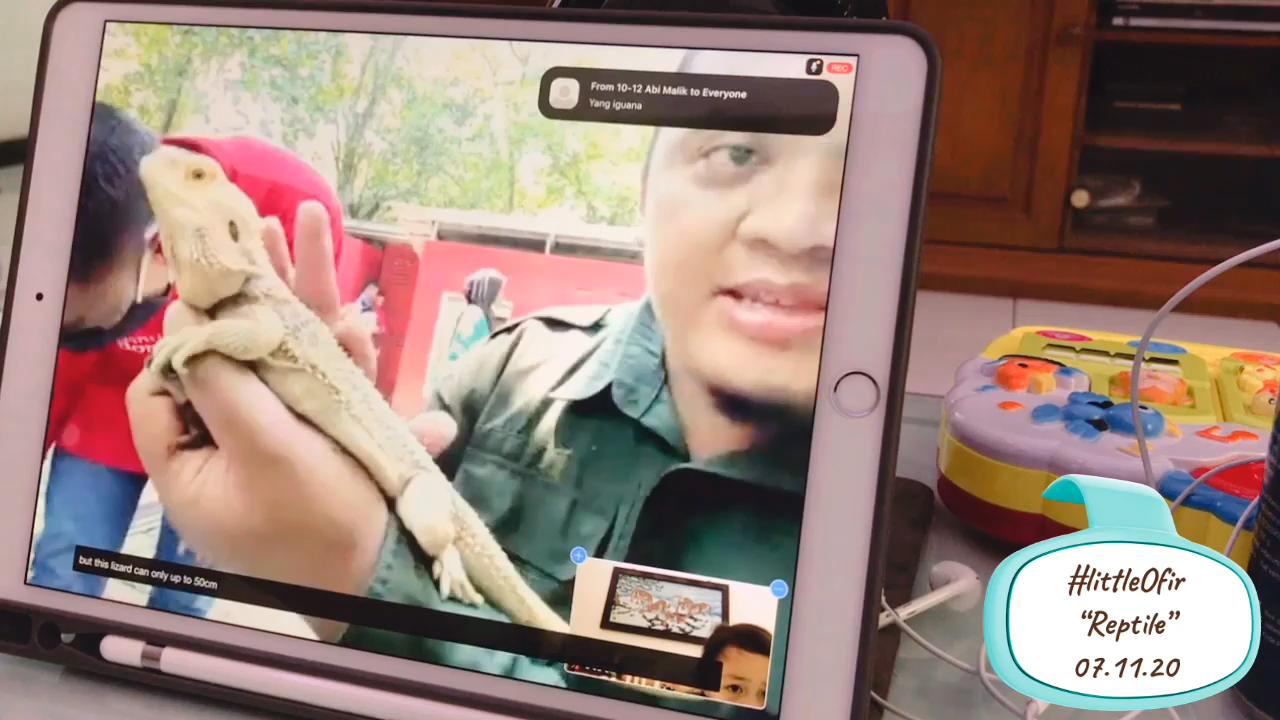 REC
From 10-12 Abi Malik to Everyone
Yang iguana
but this lizard can only up to 50cm
#littleOfir
“Reptile”
07.11.20